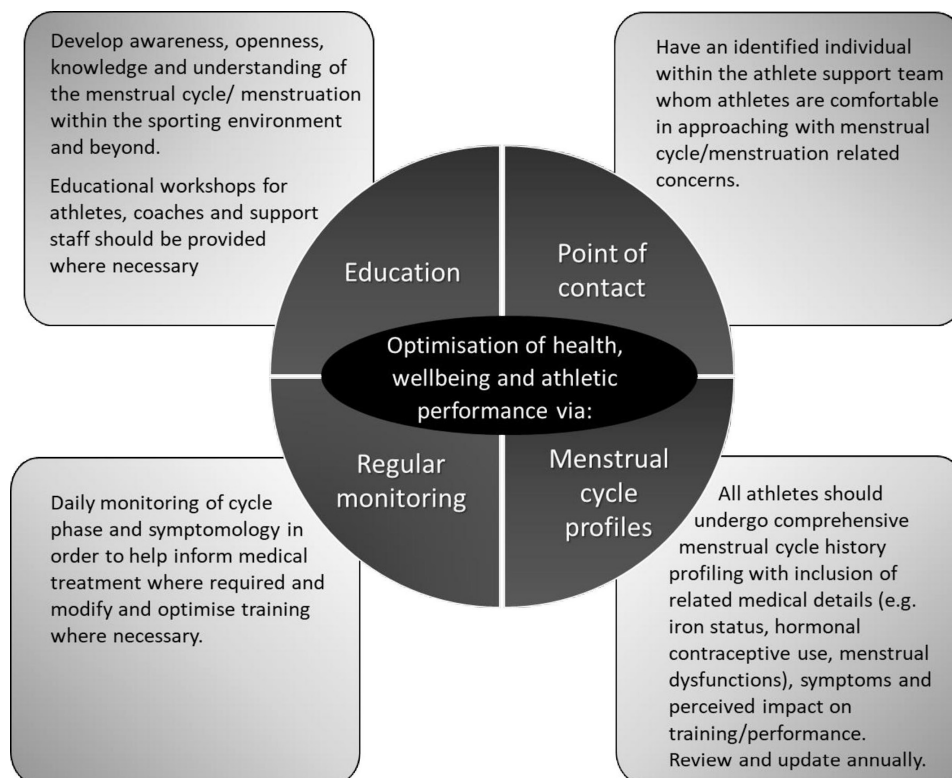 Develop awareness, openness,
knowledge and understanding of
the menstrual cycle/ menstruation
within the sporting environment
and beyond.
Educational workshops for
athletes, coaches and support
staff should be provided
where necessary
Have an identified individual
within the athlete support team
whom athletes are comfortable
in approaching with menstrual
cycle/menstruation related
concerns.
Education
Point of
contact
Optimisation of health,
wellbeing and athletic
performance via:
Regular
monitoring
Menstrual
cycle
profiles
Daily monitoring of cycle
phase and symptomology in
order to help inform medical
treatment where required and
modify and optimise training
where necessary.
All athletes should
undergo comprehensive
menstrual cycle history
profiling with inclusion of
related medical details (e.g.
iron status, hormonal
contraceptive use, menstrual
dysfunctions), symptoms and
perceived impact on
training/performance.
Review and update annually.